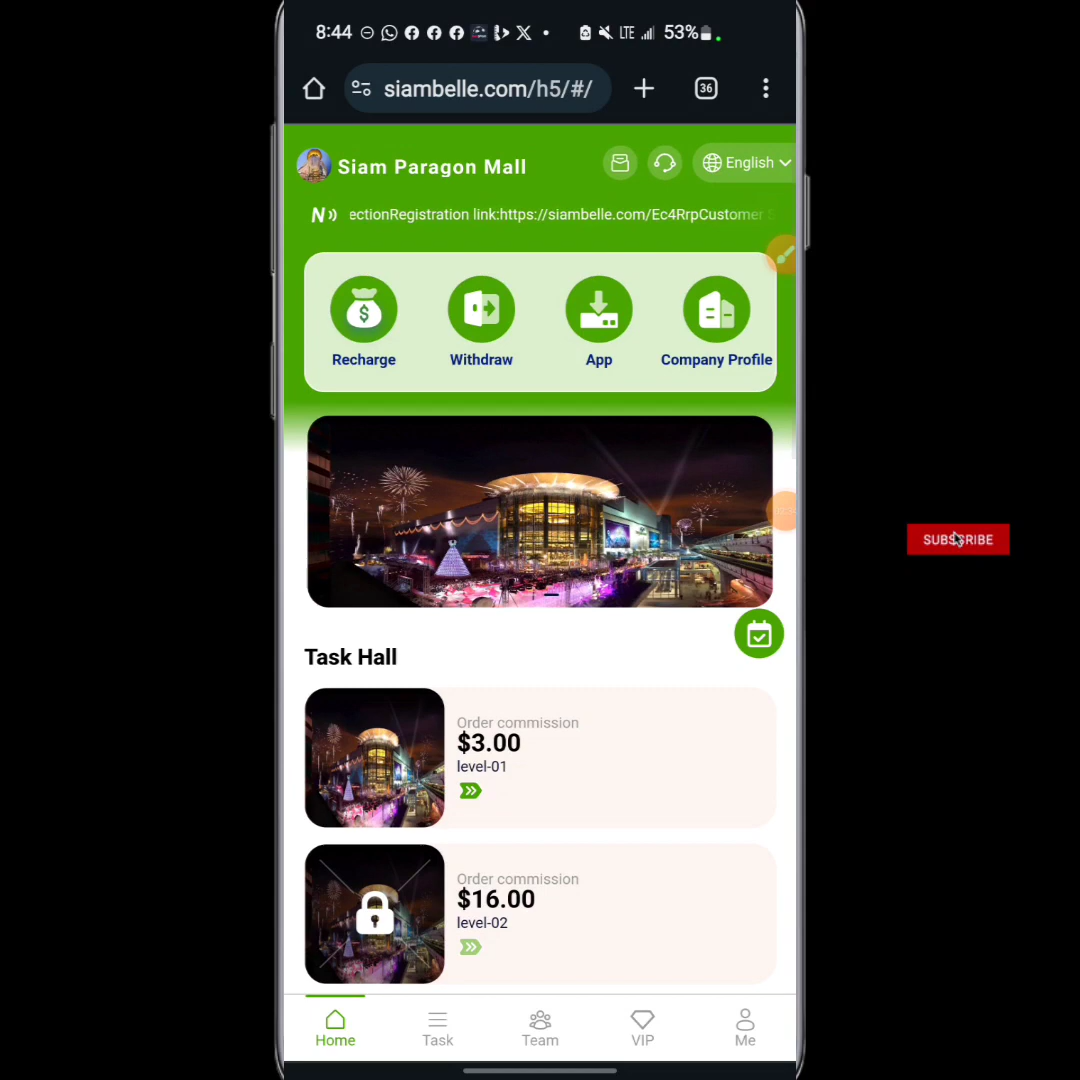 8:44
LTE
53%
siambelle.com/h5/#/
36
Siam Paragon Mall
English
N
ectionRegistration link:https://siambelle.com/Ec4RrpCustomer S
Recharge
Withdraw
App
Company Profile
SUBSCRIBE
Task Hall
Order commission
$3.00
level-01
Order commission
$16.00
level-02
Home
Task
Team
VIP
Me